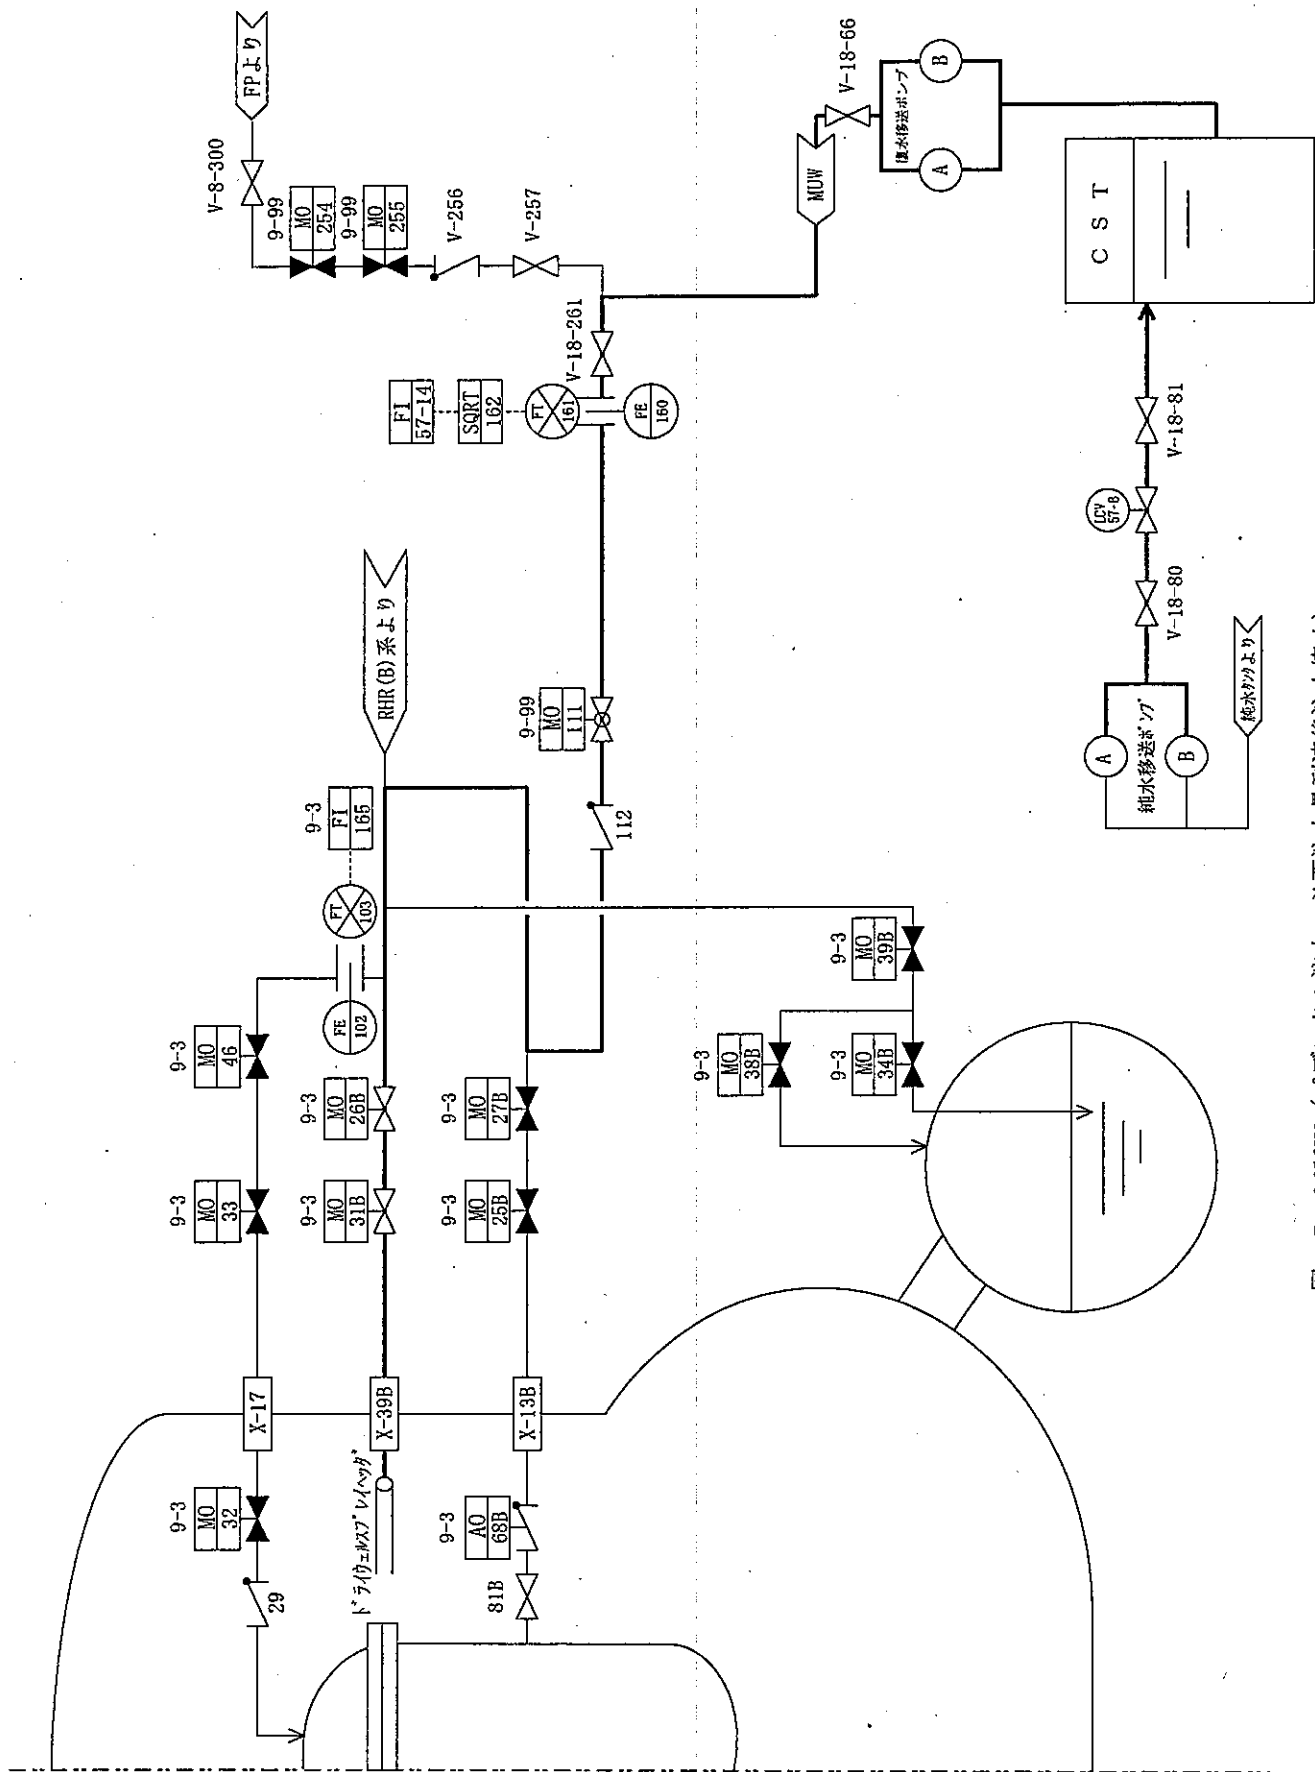 FPより
V-8-300
9-99
MO
254
9-99
MO
255
V-256
V-257
V-18-261
FI
57-14
SQRT
162
FT
161
FE
160
MUW
V-18-66
復水移送ポンプ
A
B
CST
V-18-81
LCV
57-8
V-18-80
純水移送ポンプ
A
B
純水タンクより
RHR(B)系より
9-99
MO
111
112
9-3
FI
165
FT
103
FE
102
9-3
MO
46
9-3
MO
33
9-3
MO
26B
9-3
MO
31B
9-3
MO
27B
9-3
MO
25B
9-3
MO
39B
9-3
MO
38B
9-3
MO
34B
X-17
X-39B
X-13B
9-3
MO
32
29
ドライウェルスプレイヘッダ
9-3
AO
68B
81B